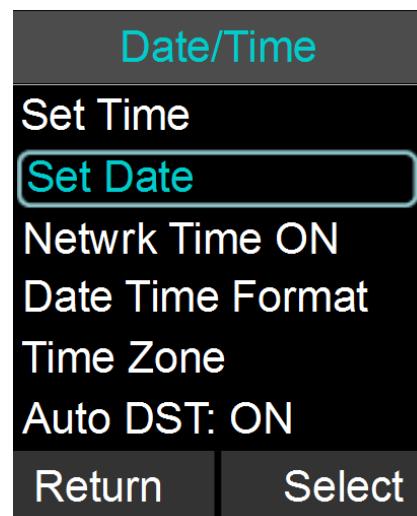 Date/Time
Set Time
Set Date
Netwrk Time ON
Date Time Format
Time Zone
Auto DST: ON
Return Select